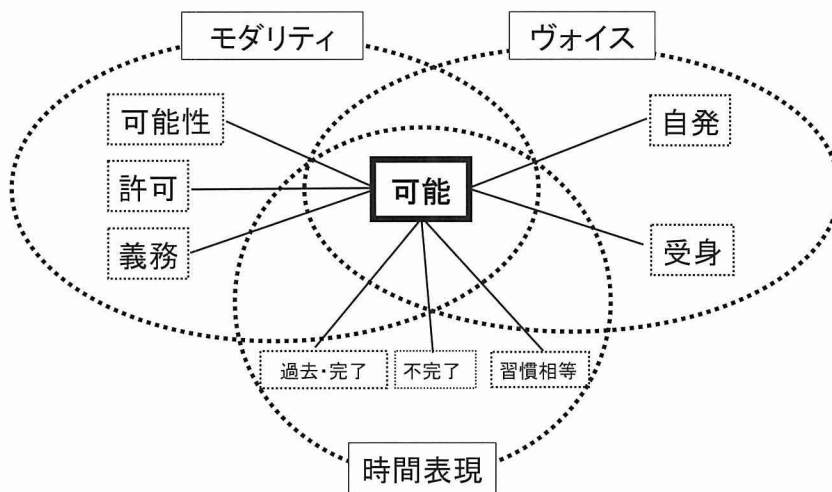 モダリティ
ヴォイス
可能性
自発
許可
可能
義務
受身
過去・完了
不完了
習慣相等
時間表現